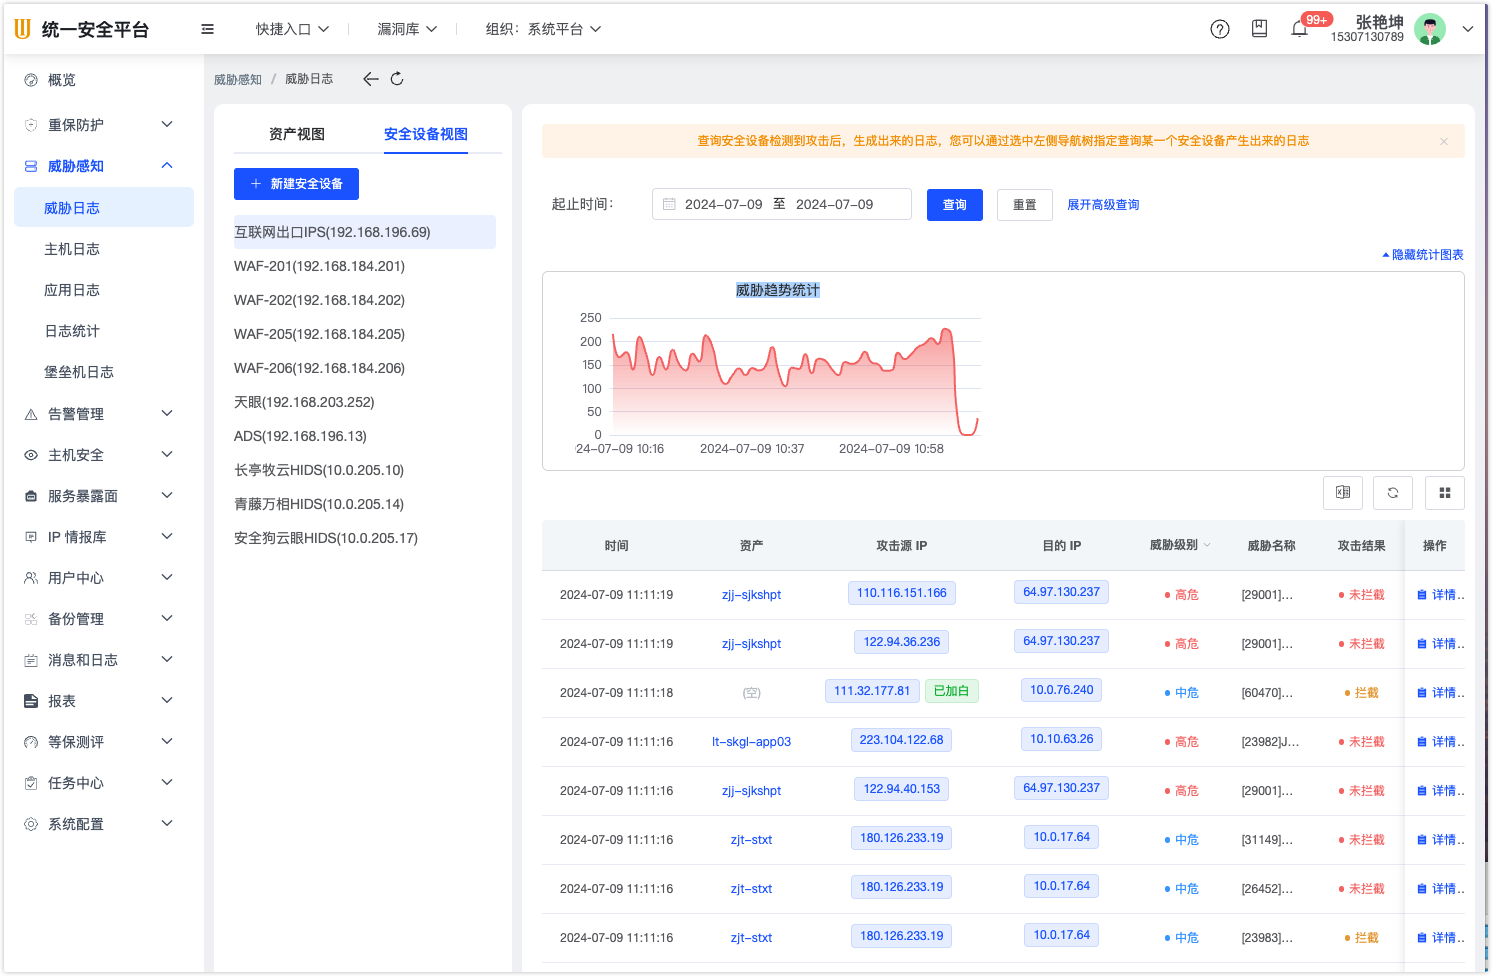 统一安全平台
快捷入口
漏洞库
组织：系统平台
99+
张艳坤
15307130789
概览
重保防护
威胁感知
威胁日志
主机日志
应用日志
日志统计
堡垒机日志
告警管理
主机安全
服务暴露面
IP 情报库
用户中心
备份管理
消息和日志
报表
等保测评
任务中心
系统配置
威胁感知 / 威胁日志
资产视图 安全设备视图
+ 新建安全设备
互联网出口IPS(192.168.196.69)
WAF-201(192.168.184.201)
WAF-202(192.168.184.202)
WAF-205(192.168.184.205)
WAF-206(192.168.184.206)
天眼(192.168.203.252)
ADS(192.168.196.13)
长亭牧云HIDS(10.0.205.10)
青藤万相HIDS(10.0.205.14)
安全狗云眼HIDS(10.0.205.17)
查询安全设备检测到攻击后，生成出来的日志，您可以通过选中左侧导航树指定查询某一个安全设备产生出来的日志
起止时间： 2024-07-09 至 2024-07-09 查询 重置 展开高级查询
隐藏统计图表
威胁趋势统计
250
200
150
100
50
0
24-07-09 10:16 2024-07-09 10:37 2024-07-09 10:58
时间 资产 攻击源 IP 目的 IP 威胁级别 威胁名称 攻击结果 操作
2024-07-09 11:11:19 zjj-sjkshpt 110.116.151.166 64.97.130.237 高危 [29001]... 未拦截 详情..
2024-07-09 11:11:19 zjj-sjkshpt 122.94.36.236 64.97.130.237 高危 [29001]... 未拦截 详情..
2024-07-09 11:11:18 (空) 111.32.177.81 已加白 10.0.76.240 中危 [60470]... 拦截 详情..
2024-07-09 11:11:16 lt-skgl-app03 223.104.122.68 10.10.63.26 高危 [23982]J... 未拦截 详情..
2024-07-09 11:11:16 zjj-sjkshpt 122.94.40.153 64.97.130.237 高危 [29001]... 未拦截 详情..
2024-07-09 11:11:16 zjt-stxt 180.126.233.19 10.0.17.64 中危 [31149]... 未拦截 详情..
2024-07-09 11:11:16 zjt-stxt 180.126.233.19 10.0.17.64 中危 [26452]... 未拦截 详情..
2024-07-09 11:11:16 zjt-stxt 180.126.233.19 10.0.17.64 中危 [23983]... 拦截 详情..